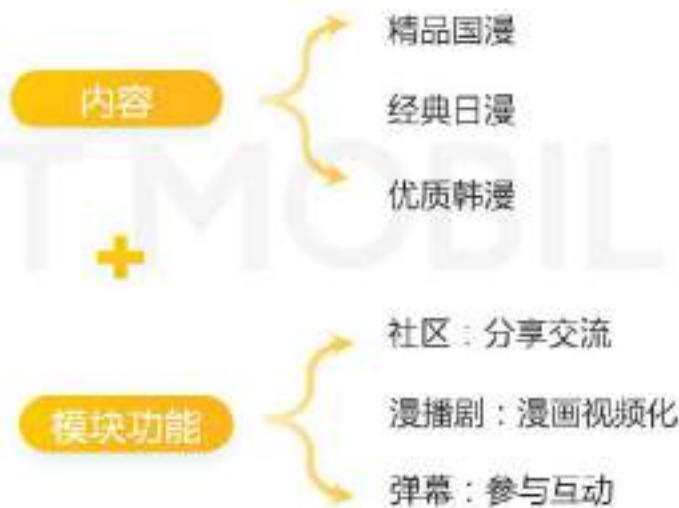 精品国漫
内容
经典日漫
优质韩漫
T MOBIL
社区：分享交流
模块功能
漫播剧：漫画视频化
弹幕：参与互动